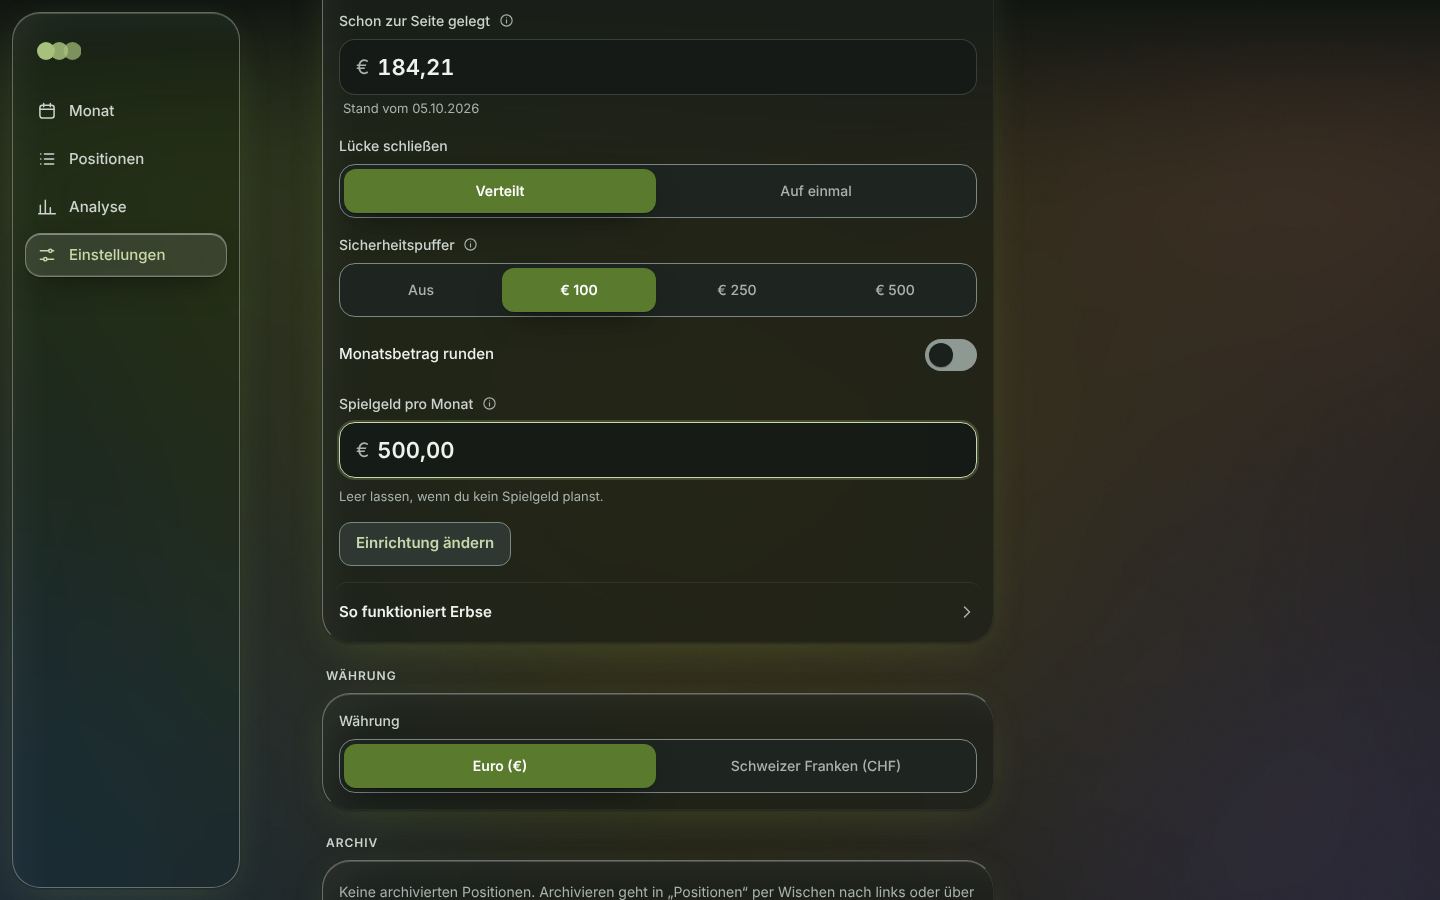 Monat
Positionen
Analyse
Einstellungen
Schon zur Seite gelegt
€ 184,21
Stand vom 05.10.2026
Lücke schließen
Verteilt
Auf einmal
Sicherheitspuffer
Aus
€ 100
€ 250
€ 500
Monatsbetrag runden
Spielgeld pro Monat
€ 500,00
Leer lassen, wenn du kein Spielgeld planst.
Einrichtung ändern
So funktioniert Erbse
WÄHRUNG
Währung
Euro (€)
Schweizer Franken (CHF)
ARCHIV
Keine archivierten Positionen. Archivieren geht in „Positionen“ per Wischen nach links oder über